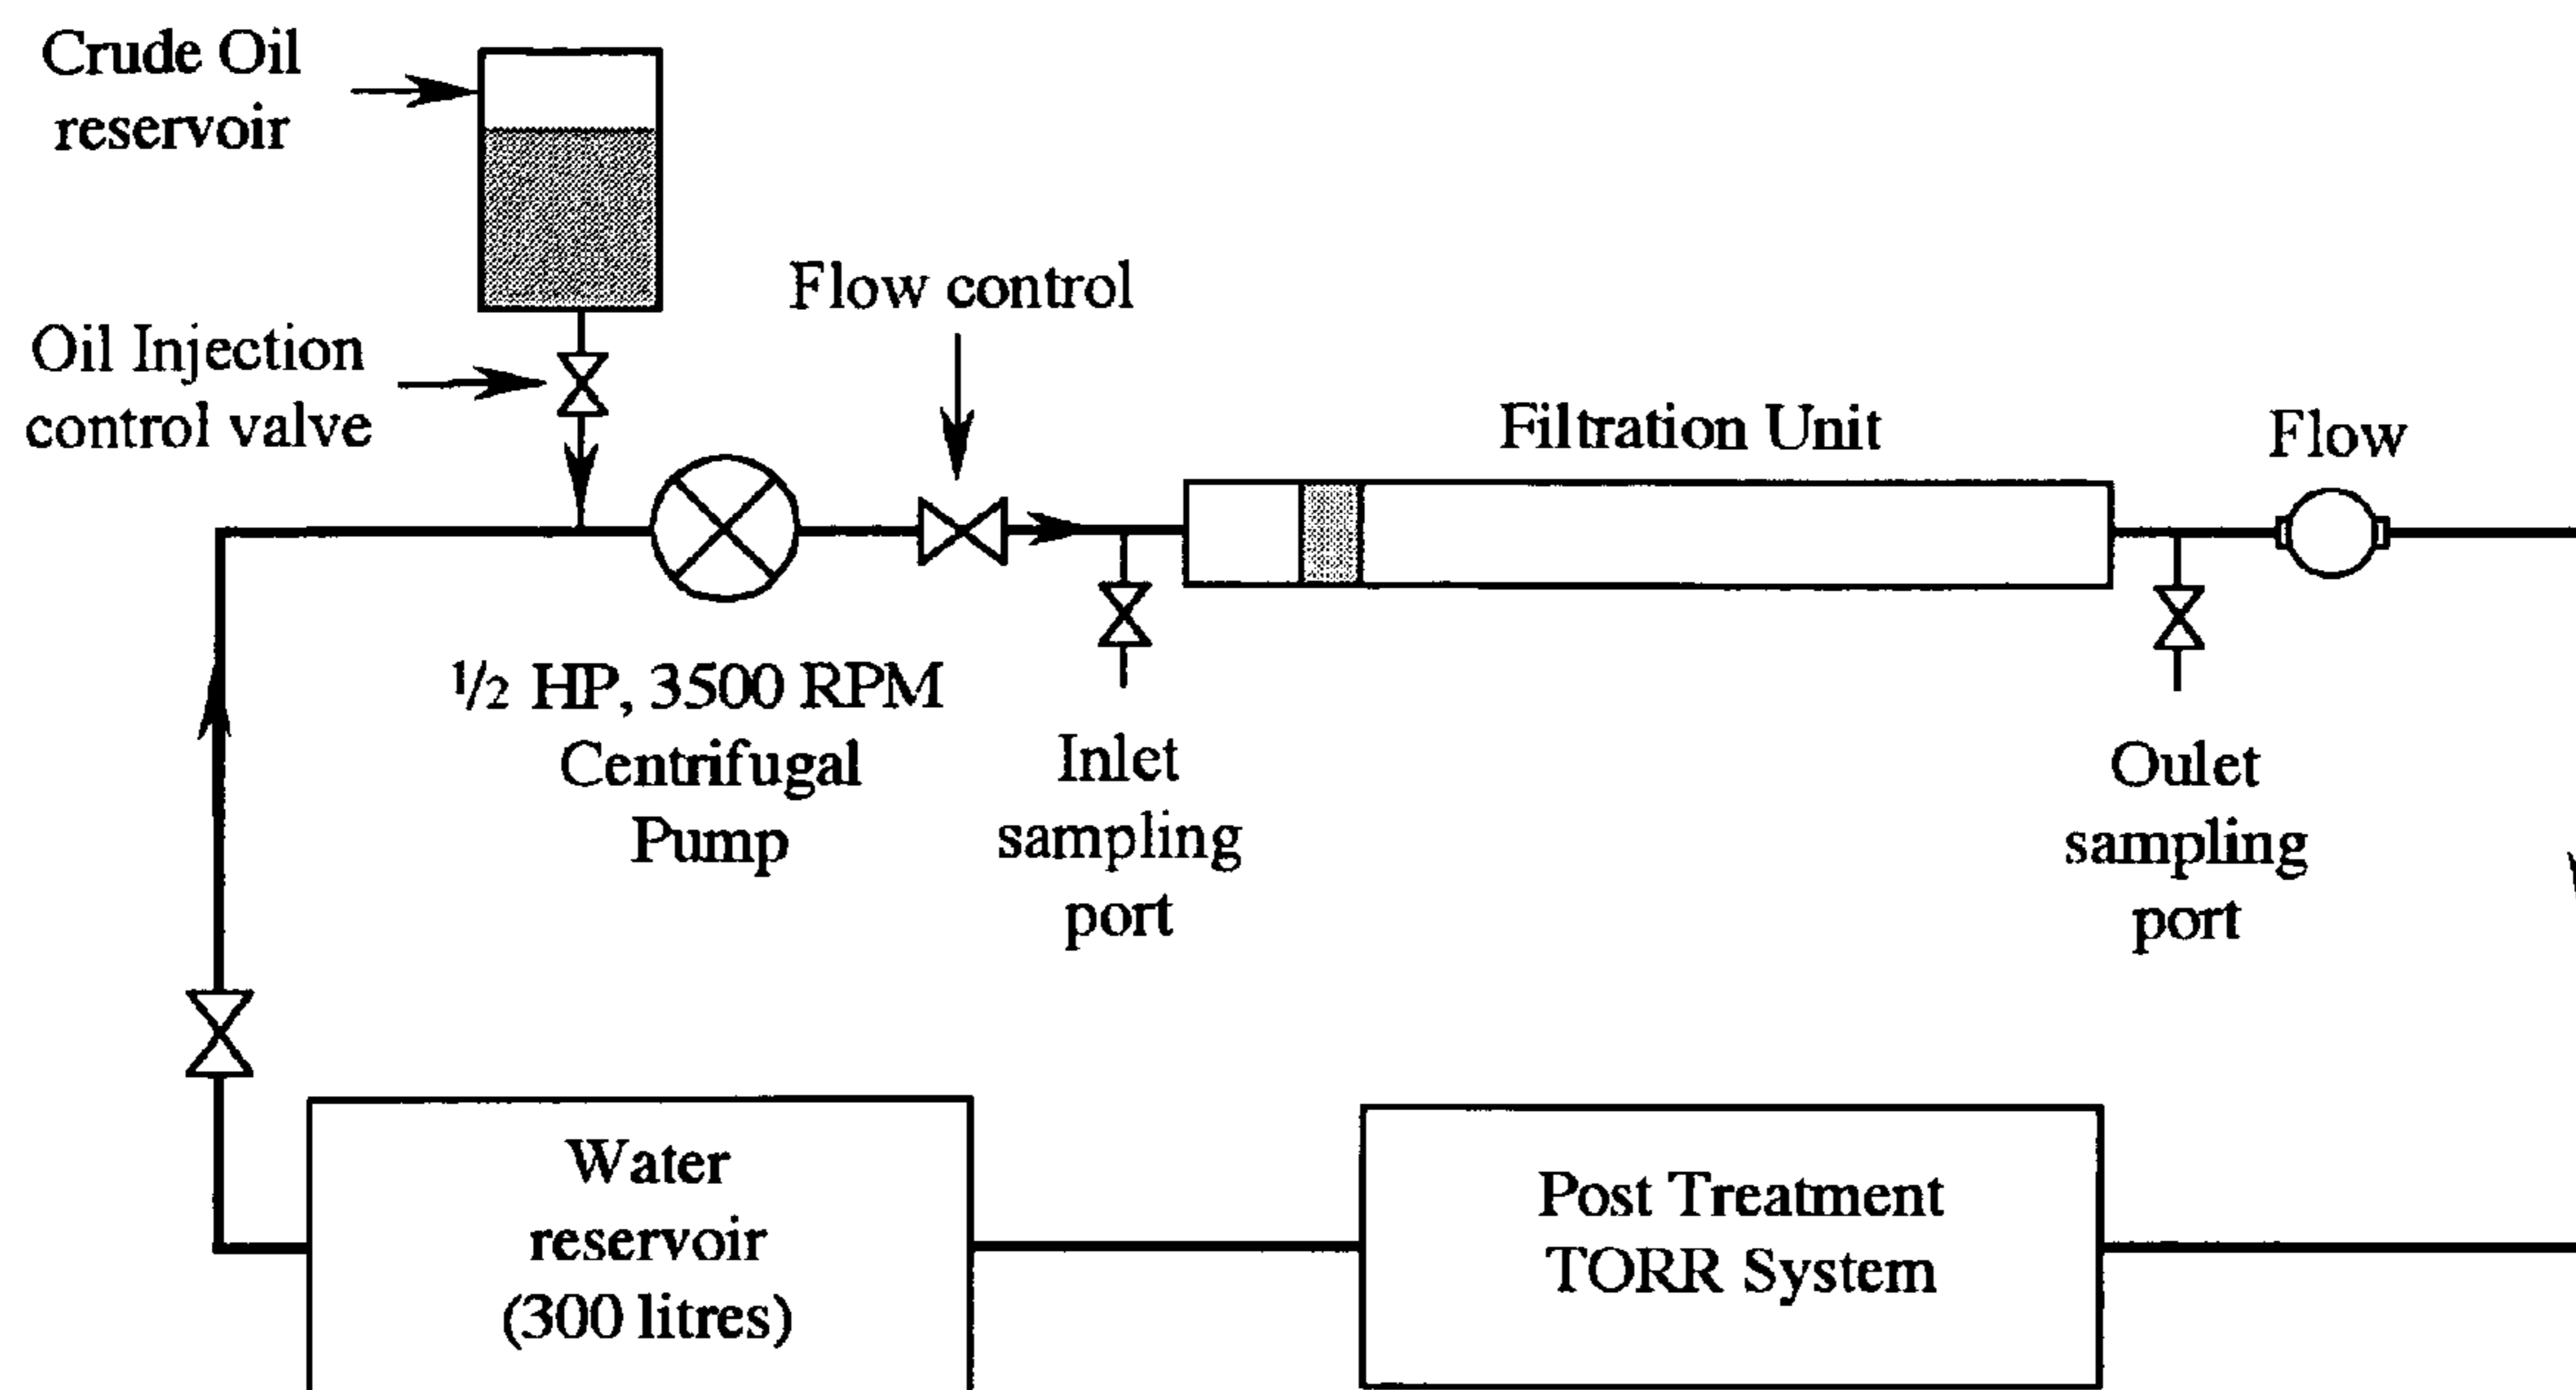 Crude Oil
reservoir
Oil Injection
control valve
Flow control
Filtration Unit
Flow
½ HP, 3500 RPM
Centrifugal
Pump
Inlet
sampling
port
Oulet
sampling
port
Water
reservoir
(300 litres)
Post Treatment
TORR System